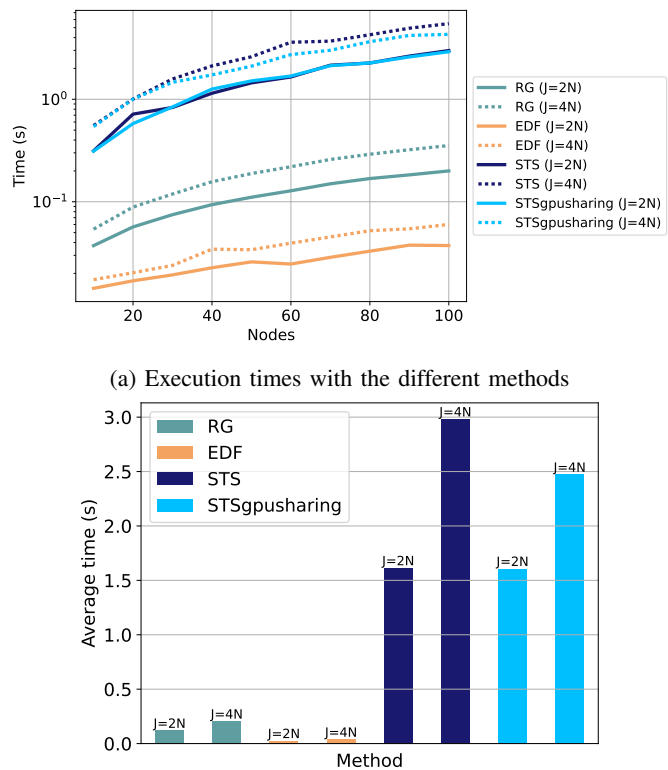 10⁰
10⁻¹
Time (s)
20 40 60 80 100
Nodes
RG (J=2N)
RG (J=4N)
EDF (J=2N)
EDF (J=4N)
STS (J=2N)
STS (J=4N)
STSgpusharing (J=2N)
STSgpusharing (J=4N)
(a) Execution times with the different methods
3.0
2.5
2.0
1.5
1.0
0.5
0.0
Average time (s)
RG
EDF
STS
STSgpusharing
J=2N
J=4N
J=2N
J=4N
J=2N
J=4N
J=2N
J=4N
Method